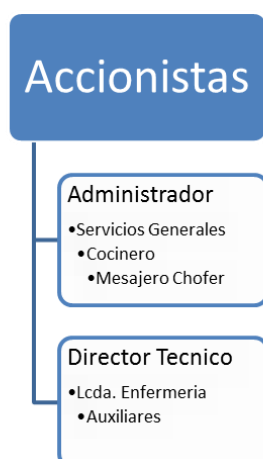 Accionistas
Administrador
•Servicios Generales
•Cocinero
•Mesajero Chofer
Director Tecnico
•Lcda. Enfermeria
•Auxiliares